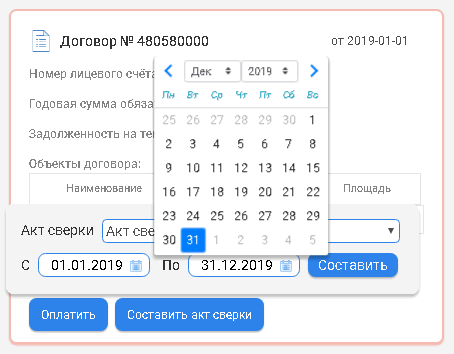 Договор № 480580000
от 2019-01-01
Номер лицевого счёта
Годовая сумма обяза
Задолженность на те
Объекты договора:
Наименование
Площадь
Дек 2019
Пн Вт Ср Чт Пт Сб Вс
25 26 27 28 29 30 1
2 3 4 5 6 7 8
9 10 11 12 13 14 15
16 17 18 19 20 21 22
23 24 25 26 27 28 29
30 31 1 2 3 4 5
Акт сверки Акт све
С 01.01.2019 По 31.12.2019 Составить
Оплатить Составить акт сверки